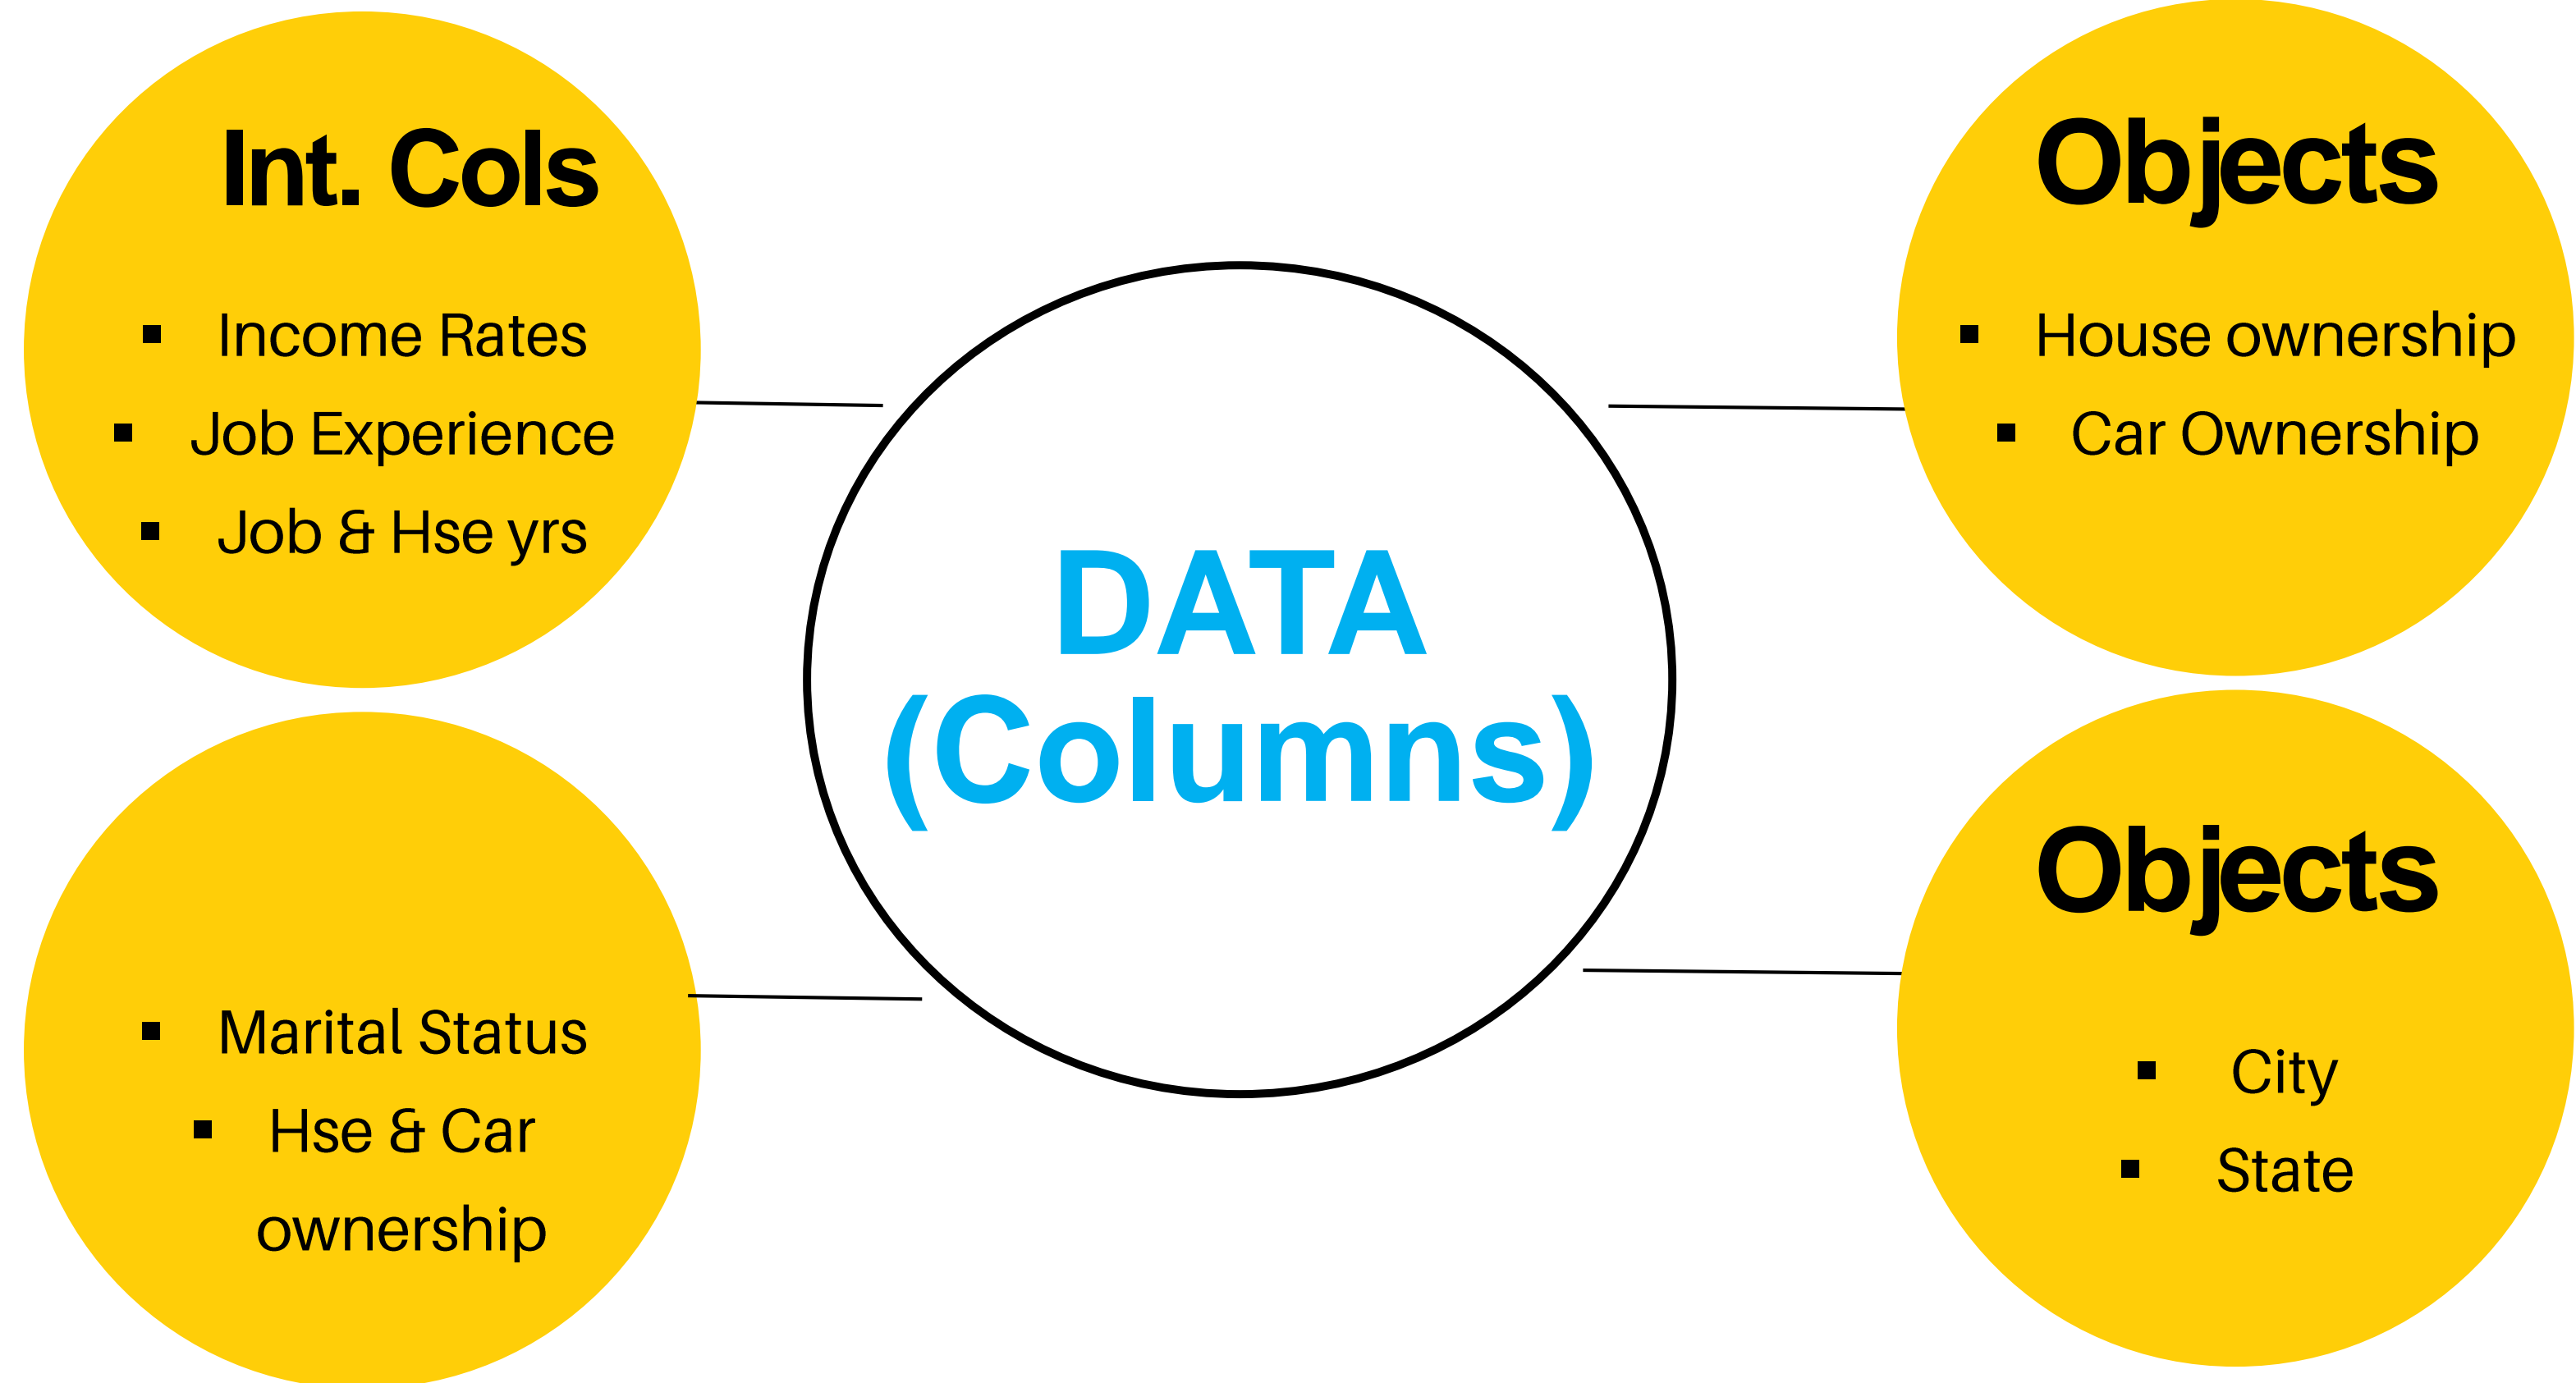 Int. Cols
▪ Income Rates
▪ Job Experience
▪ Job & Hse yrs
Objects
▪ House ownership
▪ Car Ownership
DATA
(Columns)
▪ Marital Status
▪ Hse & Car
ownership
Objects
▪ City
▪ State